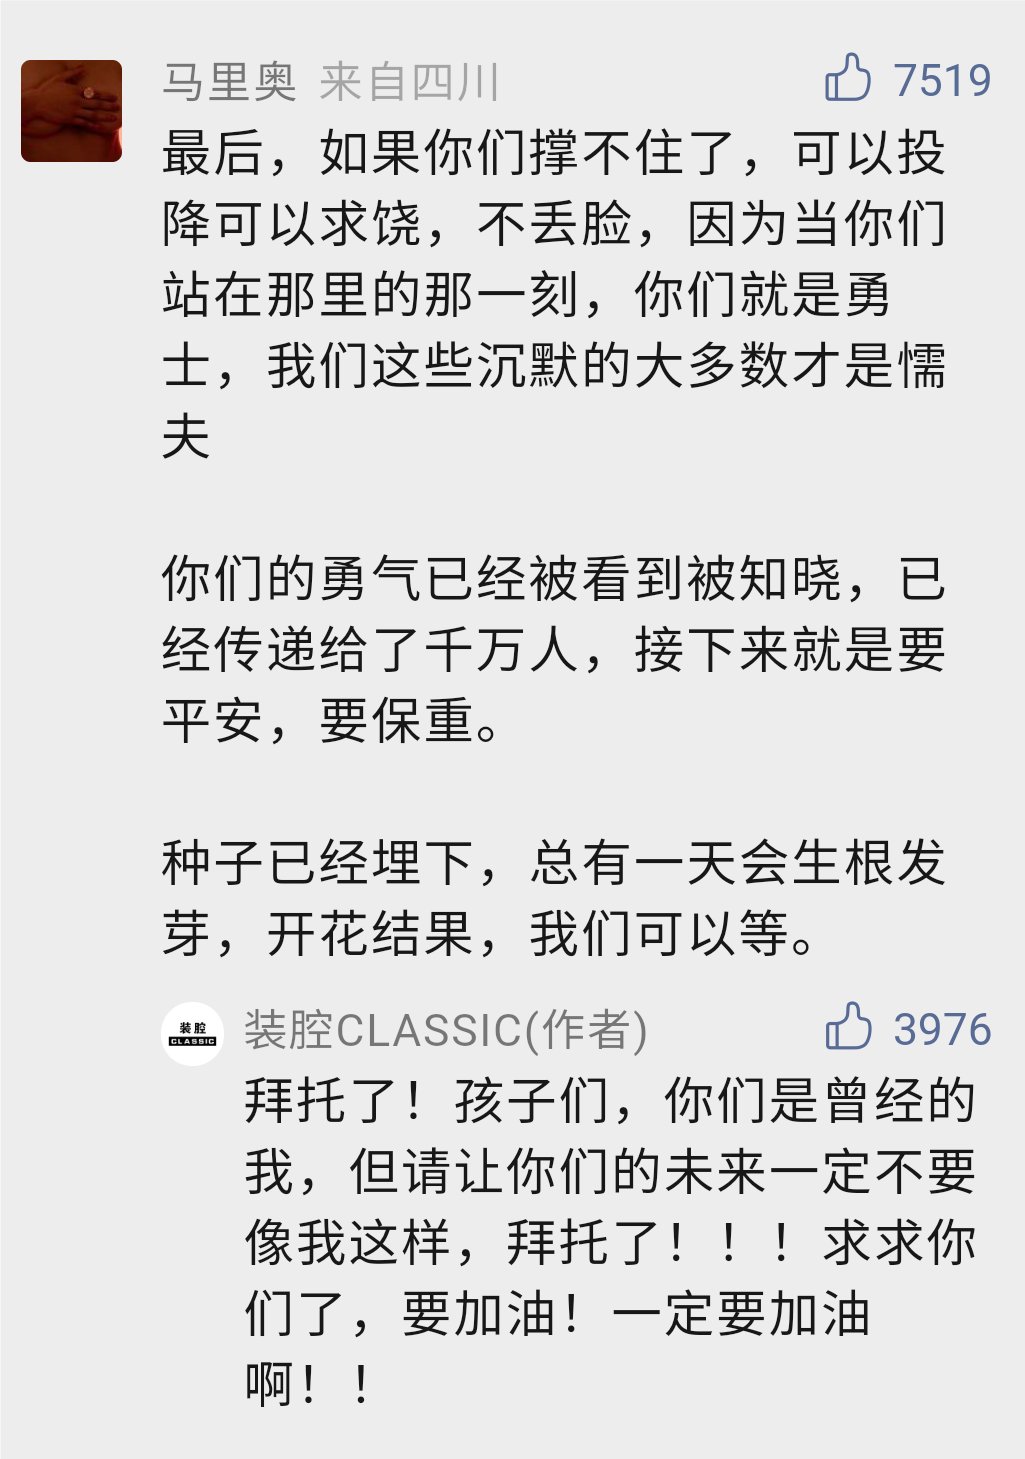 马里奥 来自四川 7519
最后，如果你们撑不住了，可以投
降可以求饶，不丢脸，因为当你们
站在那里的那一刻，你们就是勇
士，我们这些沉默的大多数才是懦
夫
你们的勇气已经被看到被知晓，已
经传递给了千万人，接下来就是要
平安，要保重。
种子已经埋下，总有一天会生根发
芽，开花结果，我们可以等。
装腔
CLASSIC
装腔CLASSIC(作者) 3976
拜托了！孩子们，你们是曾经的
我，但请让你们的未来一定不要
像我这样，拜托了！！！求求你
们了，要加油！一定要加油
啊！！